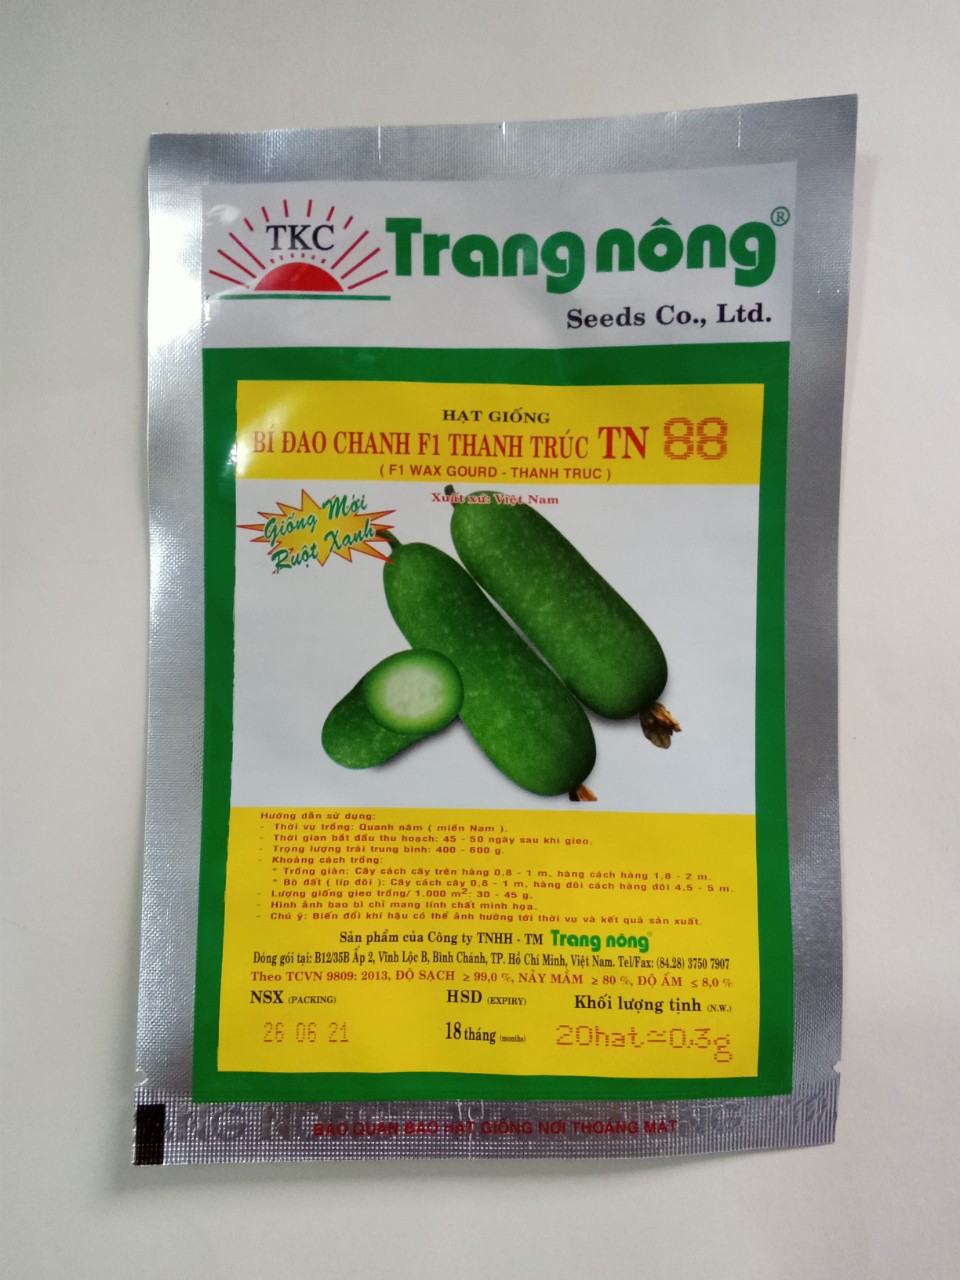 TKC
Trang nông®
Seeds Co., Ltd.
HẠT GIỐNG
BÍ ĐAO CHANH F1 THANH TRÚC TN 88
( F1 WAX GOURD - THANH TRUC )
Xuất xứ: Việt Nam
Giống Mới
Ruột Xanh
Hướng dẫn sử dụng:
- Thời vụ trồng: Quanh năm ( miền Nam ).
- Thời gian bắt đầu thu hoạch: 45 - 50 ngày sau khi gieo.
- Trọng lượng trái trung bình: 400 - 600 g.
- Khoảng cách trồng:
* Trồng giàn: Cây cách cây trên hàng 0,8 - 1 m, hàng cách hàng 1,8 - 2 m.
* Bò đất ( líp đôi ): Cây cách cây 0,8 - 1 m, hàng đôi cách hàng đôi 4,5 - 5 m.
- Lượng giống gieo trồng/ 1.000 m²: 30 - 45 g.
- Hình ảnh bao bì chỉ mang tính chất minh họa.
- Chú ý: Biến đổi khí hậu có thể ảnh hưởng tới thời vụ và kết quả sản xuất.
Sản phẩm của Công ty TNHH - TM Trang nông®
Đóng gói tại: B12/35B Ấp 2, Vĩnh Lộc B, Bình Chánh, TP. Hồ Chí Minh, Việt Nam. Tel/Fax: (84.28) 3750 7907
Theo TCVN 9809: 2013, ĐỘ SẠCH ≥ 99,0 %, NẢY MẦM ≥ 80 %, ĐỘ ẨM ≤ 8,0 %
NSX (PACKING) HSD (EXPIRY) Khối lượng tịnh (N.W.)
26 06 21 18 tháng (months) 20hat=0.3g
BẢO QUẢN BAO HẠT GIỐNG NƠI THOÁNG MÁT